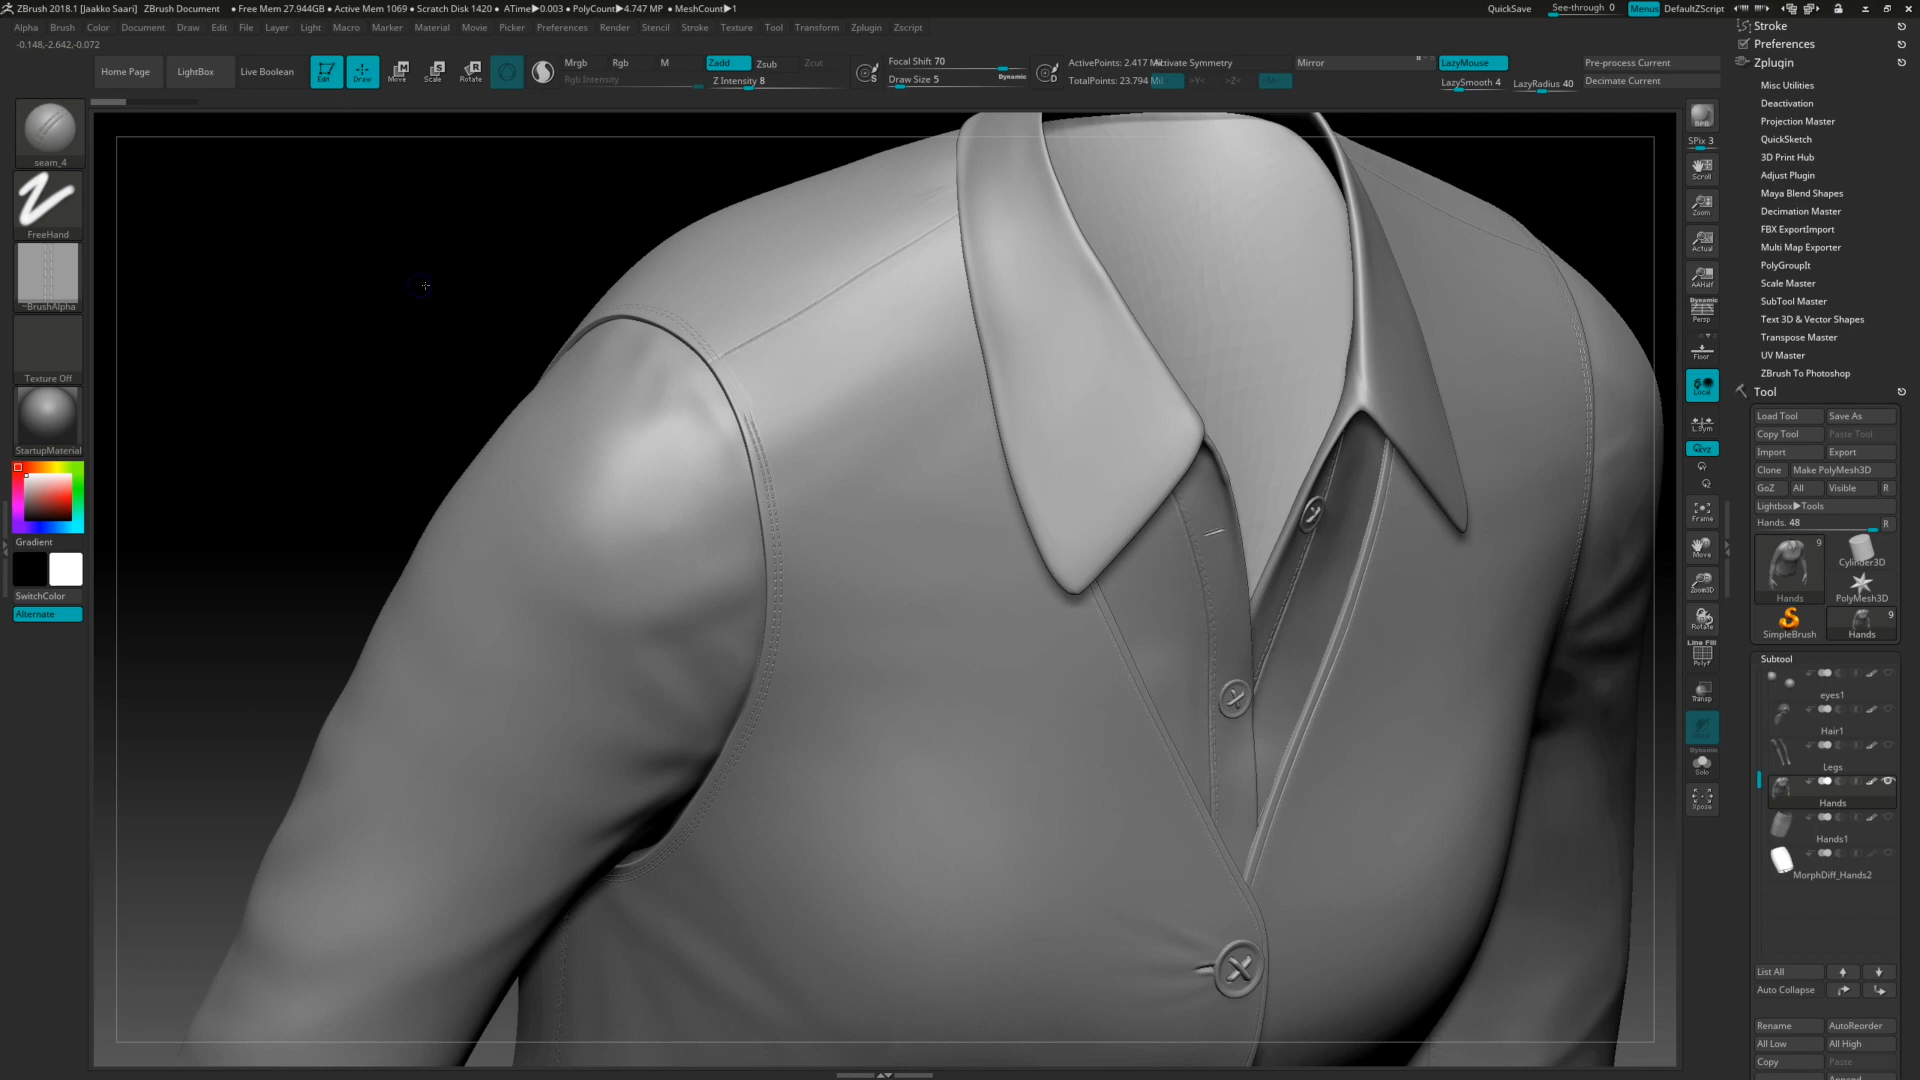 ZBrush 2018.1 [Jaakko Saari] ZBrush Document ● Free Mem 27.944GB ● Active Mem 1069 ● Scratch Disk 1420 ● ATime▶0.003 ● PolyCount▶4.747 MP ● MeshCount▶1 QuickSave See-through 0 Menus DefaultZScript
Alpha Brush Color Document Draw Edit File Layer Light Macro Marker Material Movie Picker Preferences Render Stencil Stroke Texture Tool Transform Zplugin Zscript
-0.148,-2.642,-0.072
Home Page LightBox Live Boolean Edit Draw Move Scale Rotate
Mrgb Rgb M
Rgb Intensity
Zadd Zsub Zcut
Z Intensity 8
Focal Shift 70
Draw Size 5 Dynamic
ActivePoints: 2.417 Mil
TotalPoints: 23.794 Mil
Activate Symmetry
>Y< >Z< >M<
Mirror
LazyMouse
LazySmooth 4 LazyRadius 40
Pre-process Current
Decimate Current
seam_4
FreeHand
~BrushAlpha
Texture Off
StartupMaterial
Gradient
SwitchColor
Alternate
BPR
SPix 3
Scroll
Zoom
Actual
AAHalf
Dynamic
Persp
Floor
Local
L.Sym
XYZ
Frame
Move
Zoom3D
Rotate
Line Fill
PolyF
Transp
Dynamic
Solo
Xpose
Stroke
Preferences
Zplugin
Misc Utilities
Deactivation
Projection Master
QuickSketch
3D Print Hub
Adjust Plugin
Maya Blend Shapes
Decimation Master
FBX ExportImport
Multi Map Exporter
PolyGroupIt
Scale Master
SubTool Master
Text 3D & Vector Shapes
Transpose Master
UV Master
ZBrush To Photoshop
Tool
Load Tool Save As
Copy Tool Paste Tool
Import Export
Clone Make PolyMesh3D
GoZ All Visible R
Lightbox▶Tools
Hands. 48 R
9
Cylinder3D
Hands PolyMesh3D
9
SimpleBrush Hands
Subtool
eyes1
Hair1
Legs
Hands
Hands1
MorphDiff_Hands2
List All
Auto Collapse
Rename AutoReorder
All Low All High
Copy Paste
Append